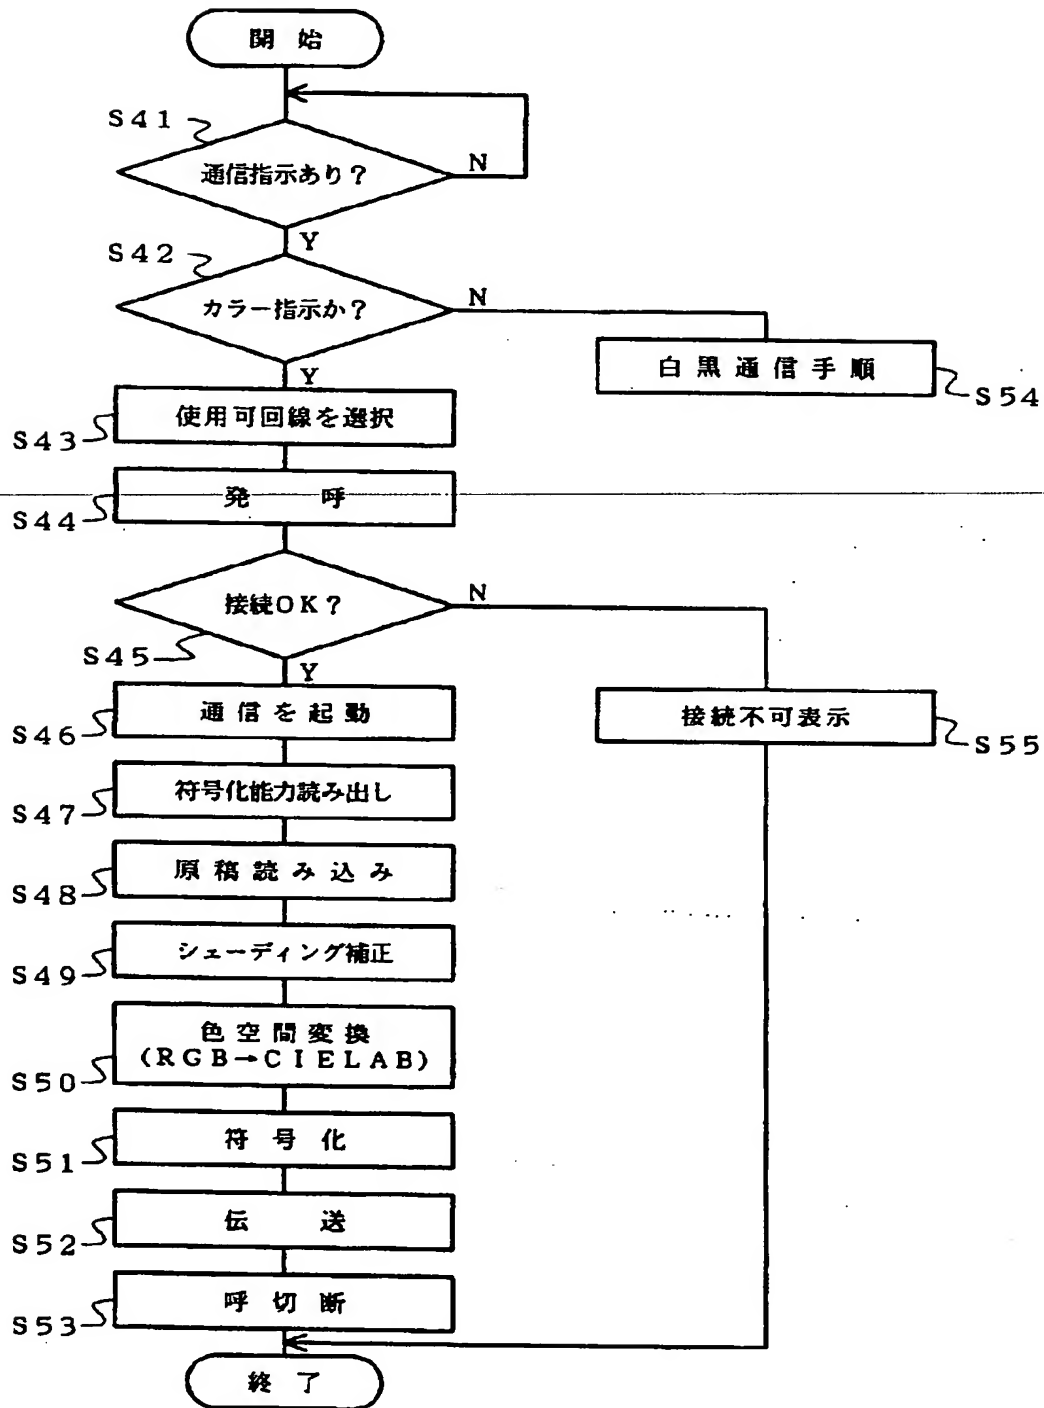 開始
S41
通信指示あり?
N
Y
S42
カラー指示か?
N
Y
白黒通信手順
S54
使用可回線を選択
S43
発呼
S44
接続OK?
N
S45
Y
通信を起動
S46
接続不可表示
S55
符号化能力読み出し
S47
原稿読み込み
S48
シェーディング補正
S49
色空間変換
(RGB→CIELAB)
S50
符号化
S51
伝送
S52
呼切断
S53
終了